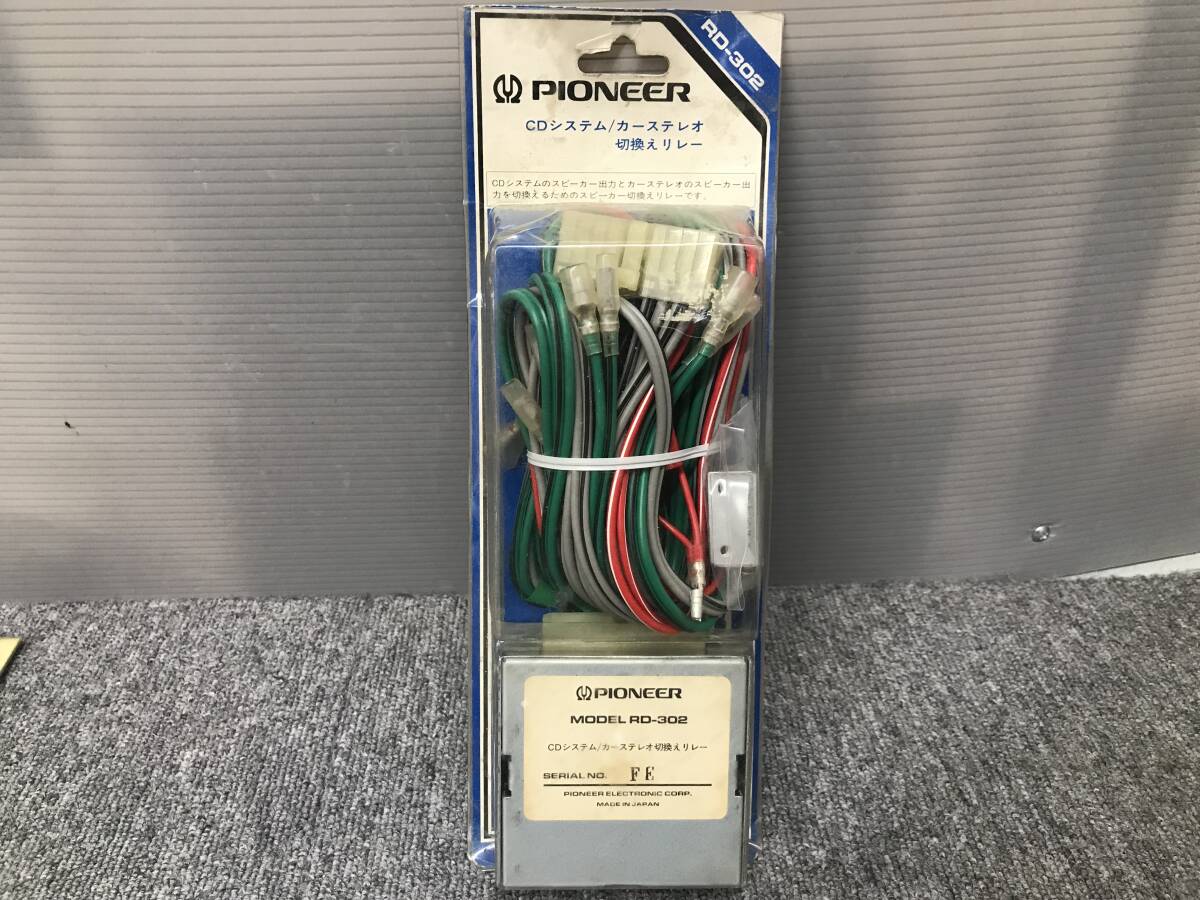 RD-302
PIONEER
CDシステム/カーステレオ
切換えリレー
CDシステムのスピーカー出力とカーステレオのスピーカー出
力を切換えるためのスピーカー切換えリレーです。
PIONEER
MODEL RD-302
CDシステム/カーステレオ切換えリレー
SERIAL NO. FE
PIONEER ELECTRONIC CORP.
MADE IN JAPAN